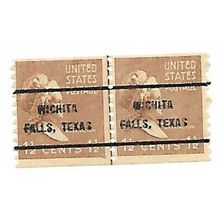 UNITED STATES POSTAGE
WICHITA
FALLS, TEXAS
1½ CENTS 1½
UNITED STATES POSTAGE
WICHITA
FALLS, TEXAS
1½ CENTS 1½